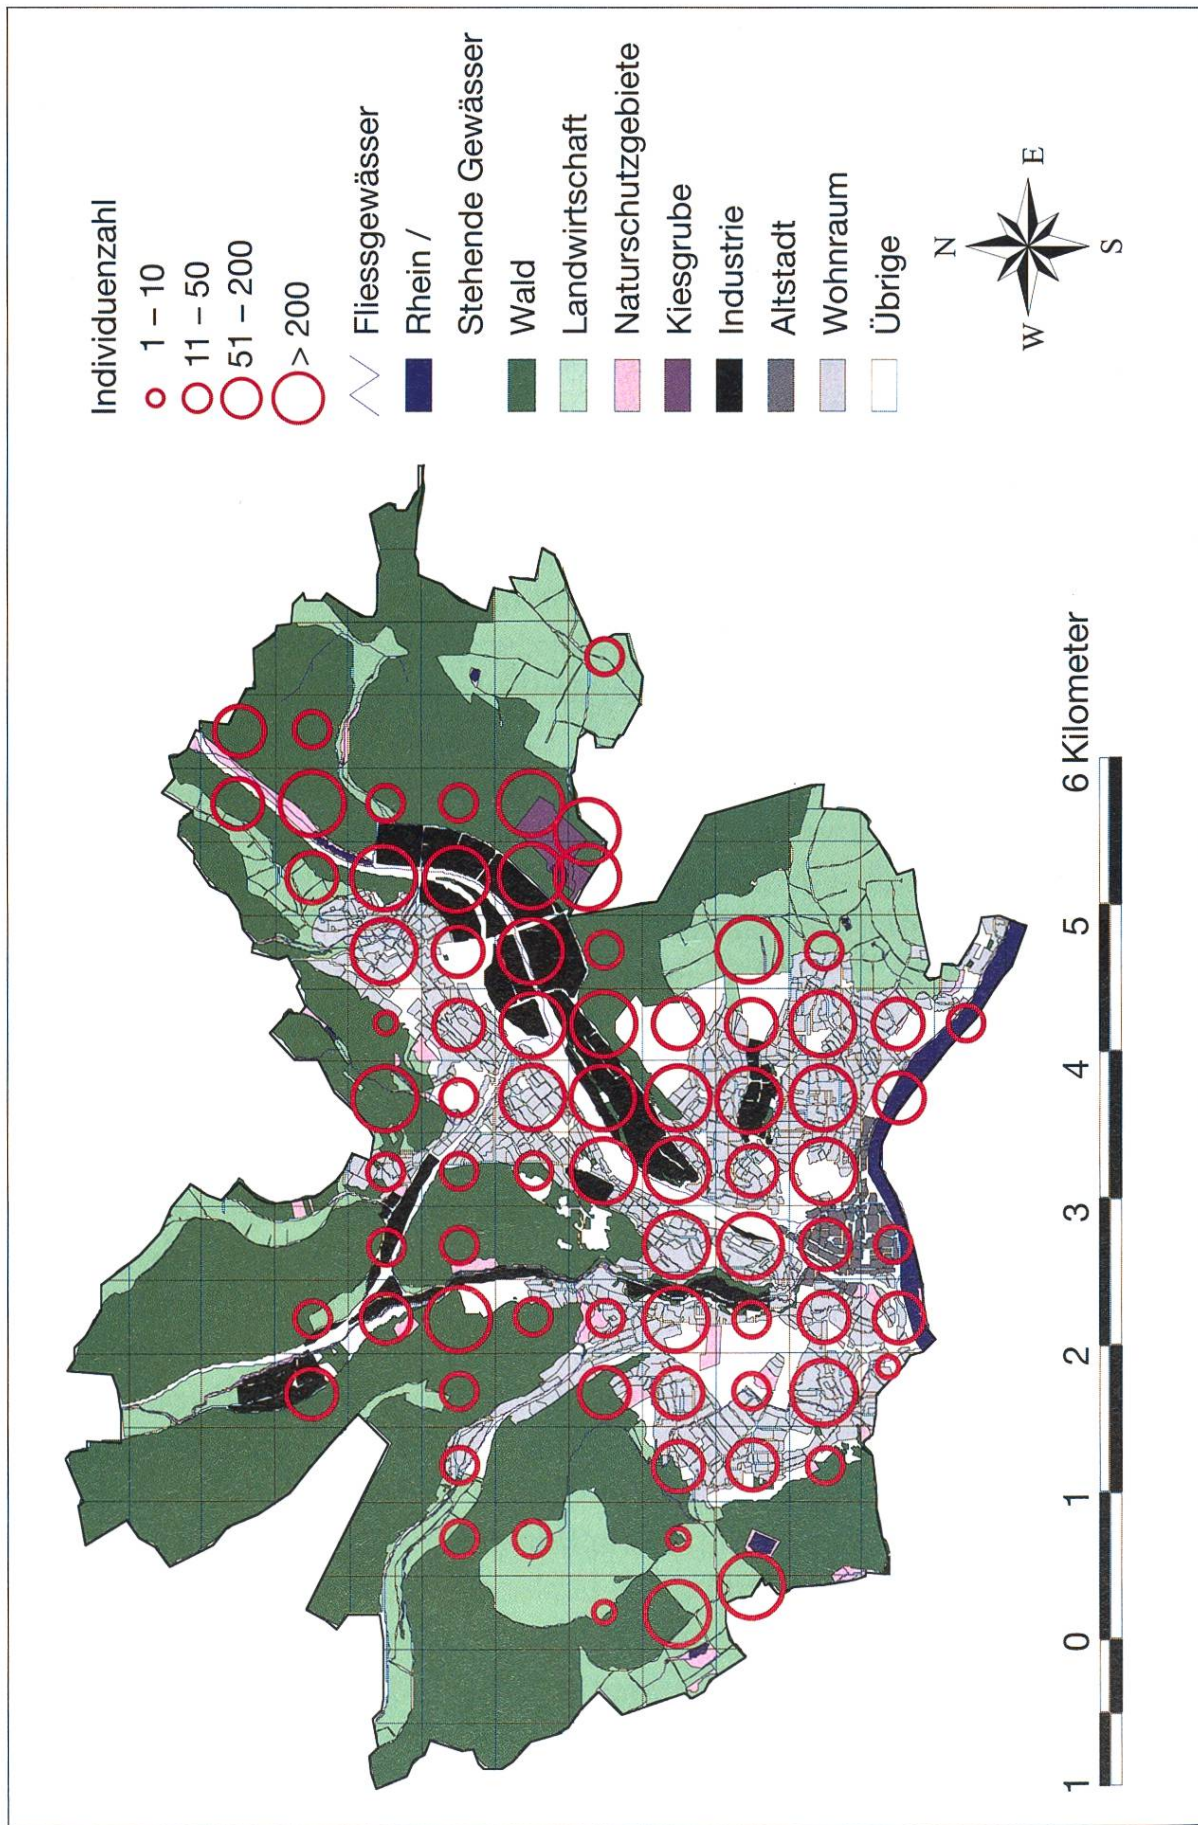 Individuenzahl
1 – 10
11 – 50
51 – 200
> 200
Fliessgewässer
Rhein /
Stehende Gewässer
Wald
Landwirtschaft
Naturschutzgebiete
Kiesgrube
Industrie
Altstadt
Wohnraum
Übrige
N
W
E
S
1 0 1 2 3 4 5 6 Kilometer